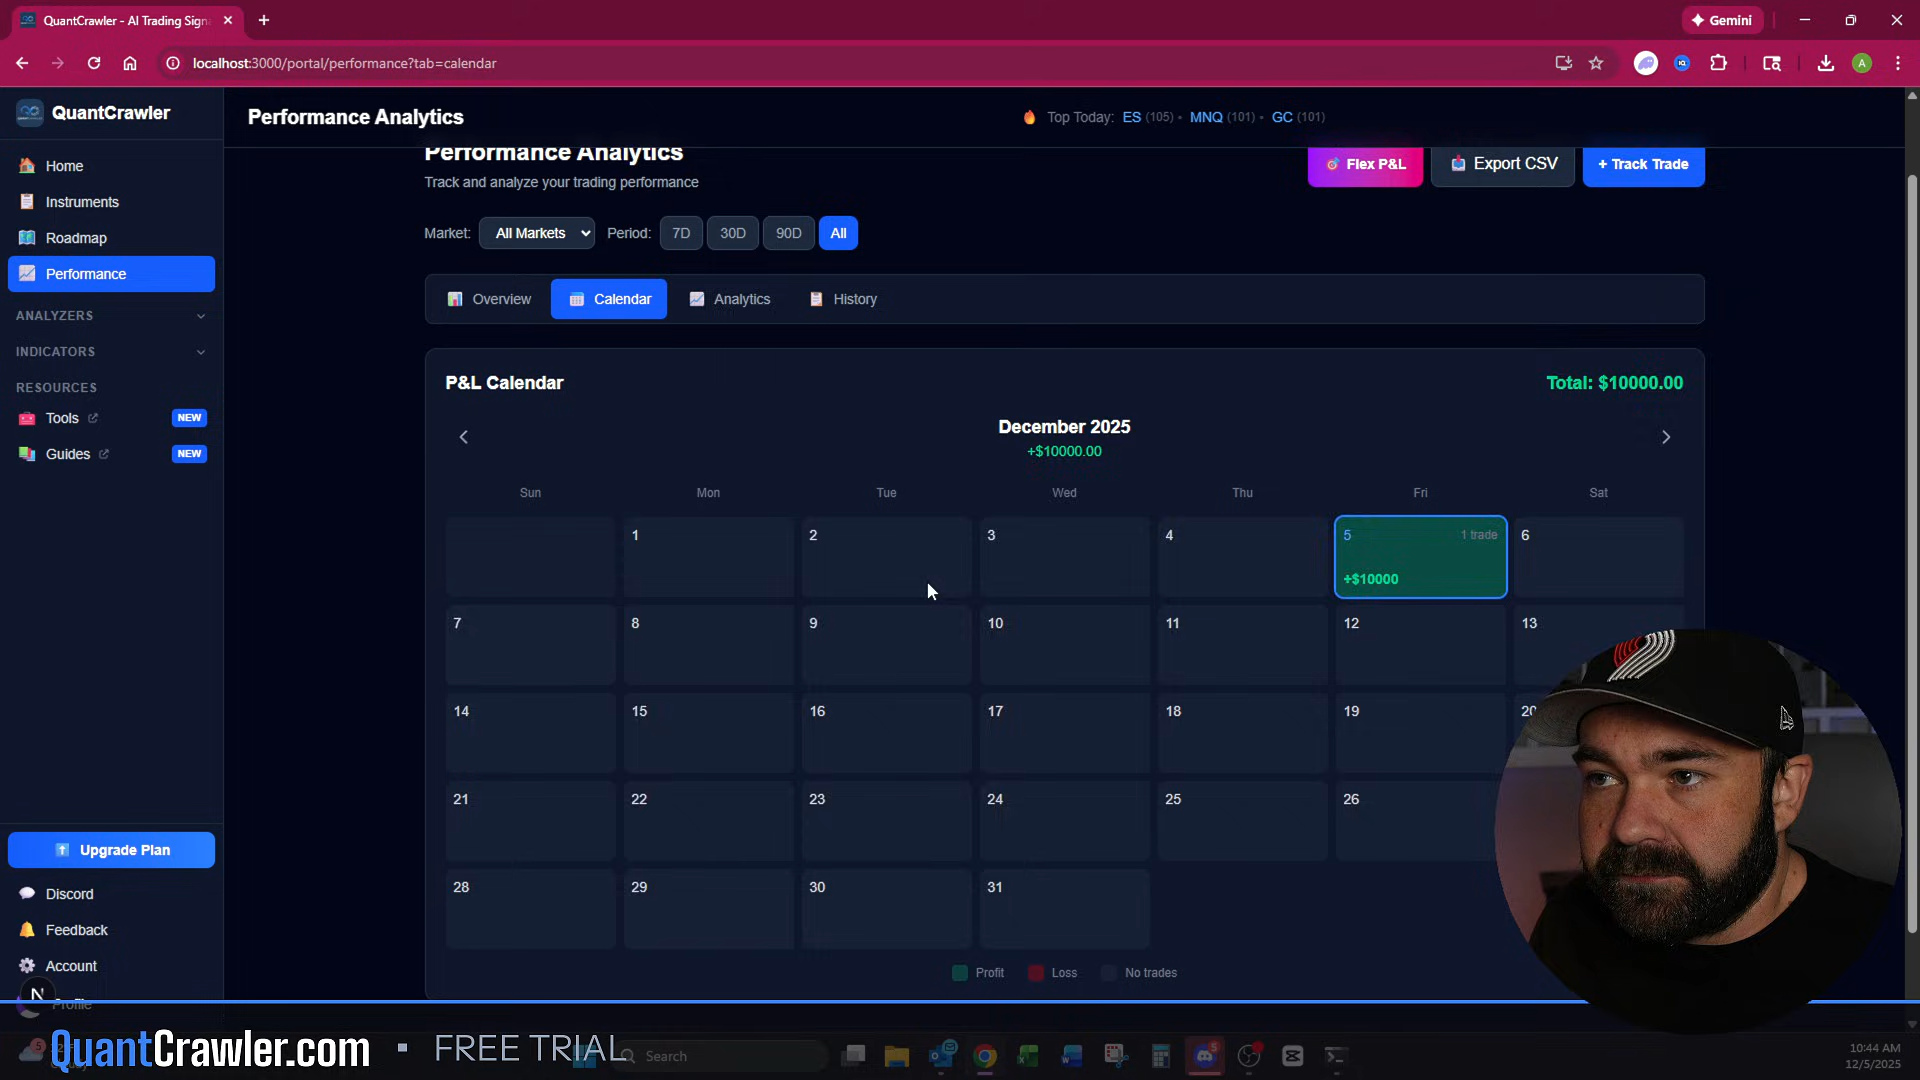 QuantCrawler - AI Trading Sign
Gemini
localhost:3000/portal/performance?tab=calendar
A
QuantCrawler
Performance Analytics
Top Today: ES (105) • MNQ (101) • GC (101)
Home
Instruments
Roadmap
Performance
ANALYZERS
INDICATORS
RESOURCES
Tools NEW
Guides NEW
Upgrade Plan
Discord
Feedback
Account
N
Profile
Performance Analytics
Track and analyze your trading performance
Flex P&L
Export CSV
+ Track Trade
Market: All Markets Period: 7D 30D 90D All
Overview Calendar Analytics History
P&L Calendar
Total: $10000.00
December 2025
+$10000.00
Sun Mon Tue Wed Thu Fri Sat
1 2 3 4 5 1 trade 6
+$10000
7 8 9 10 11 12 13
14 15 16 17 18 19 20
21 22 23 24 25 26
28 29 30 31
Profit Loss No trades
QuantCrawler.com ▪ FREE TRIAL
Search
10:44 AM
12/5/2025